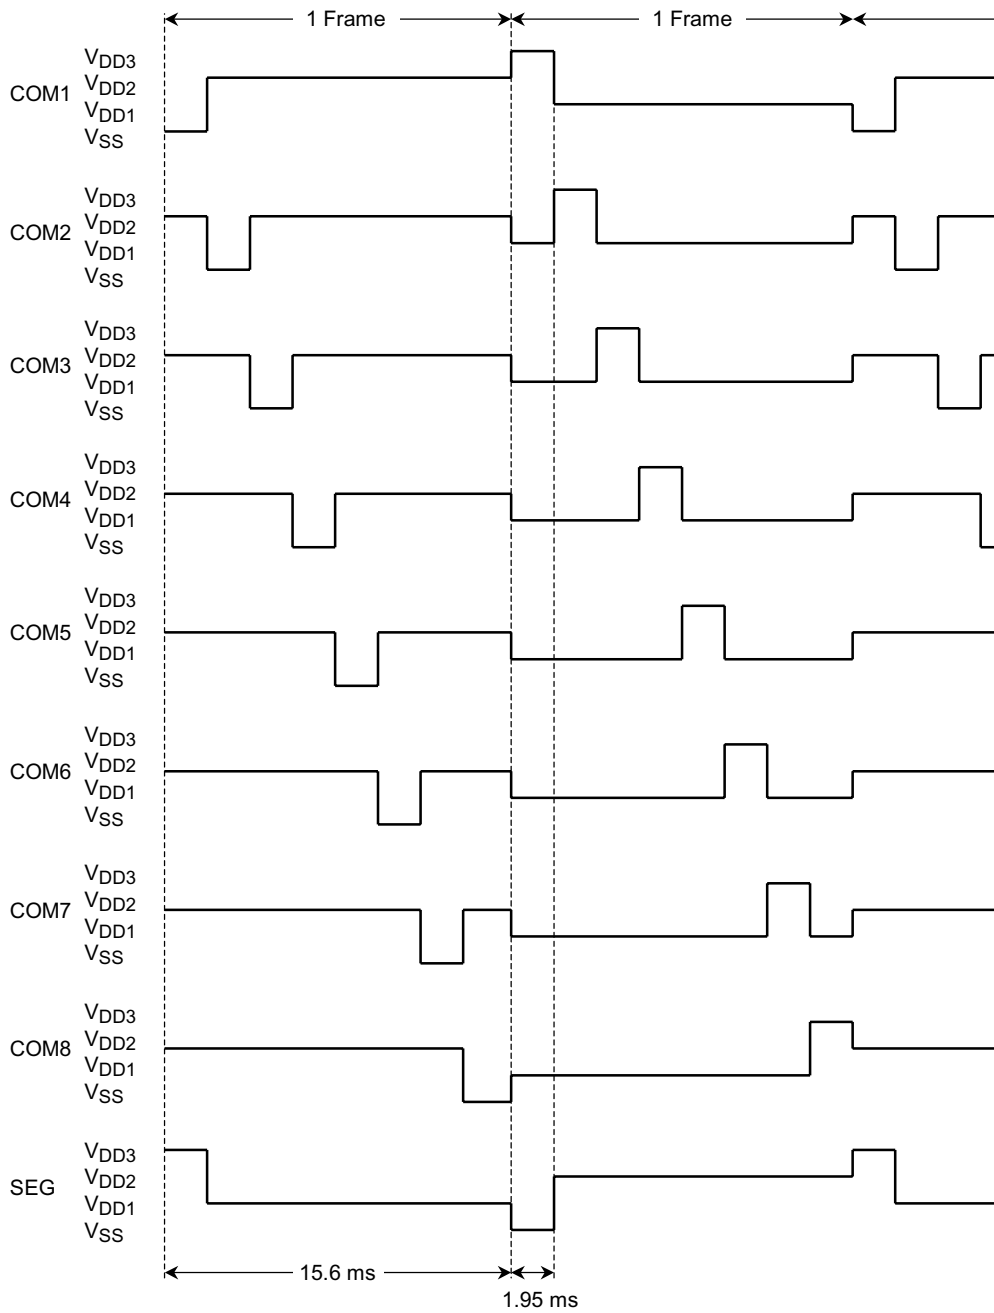 1 Frame 1 Frame
VDD3
COM1 VDD2
VDD1
VSS
VDD3
COM2 VDD2
VDD1
VSS
VDD3
COM3 VDD2
VDD1
VSS
VDD3
COM4 VDD2
VDD1
VSS
VDD3
COM5 VDD2
VDD1
VSS
VDD3
COM6 VDD2
VDD1
VSS
VDD3
COM7 VDD2
VDD1
VSS
VDD3
COM8 VDD2
VDD1
VSS
VDD3
SEG VDD2
VDD1
VSS
15.6 ms
1.95 ms